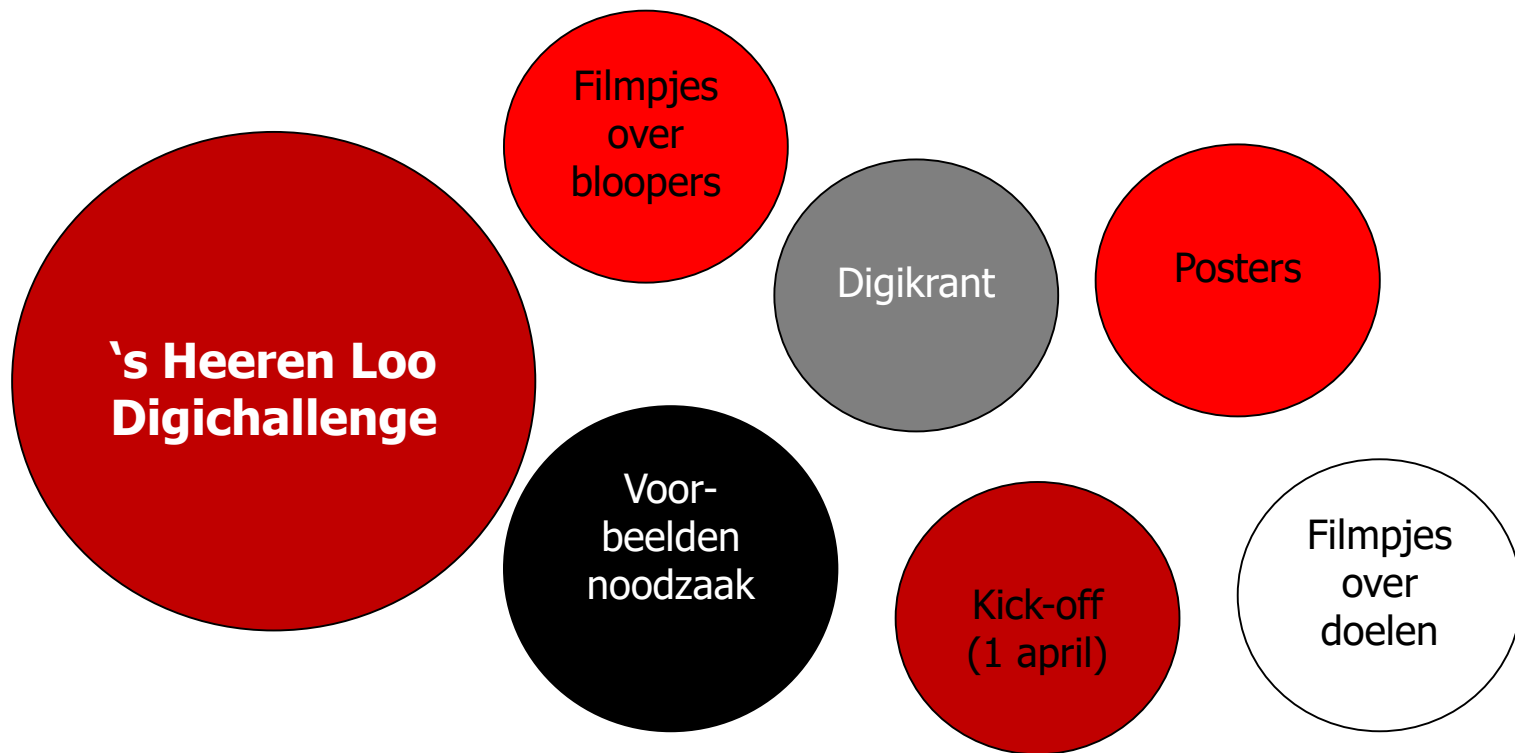 ‘s Heeren Loo
Digichallenge
Filmpjes
over
bloopers
Digikrant
Posters
Voor-
beelden
noodzaak
Kick-off
(1 april)
Filmpjes
over
doelen